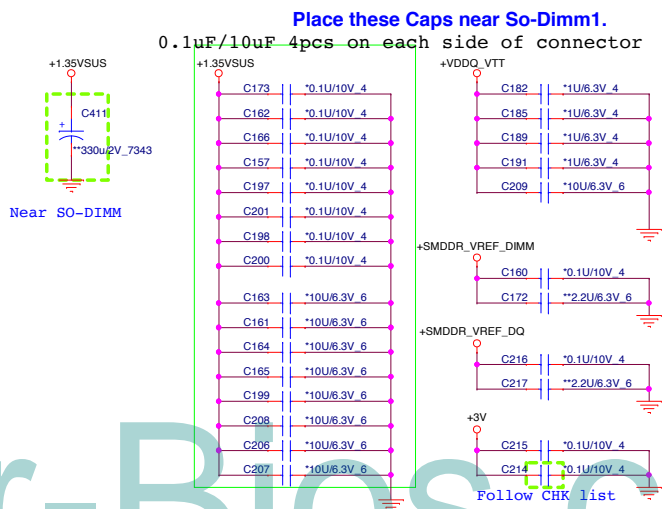 Place these Caps near So-Dimm1.
0.1uF/10uF 4pcs on each side of connector
+1.35VSUS
C411
+
**330u/2V_7343
Near SO-DIMM
+1.35VSUS
C173 *0.1U/10V_4
C162 *0.1U/10V_4
C166 *0.1U/10V_4
C157 *0.1U/10V_4
C197 *0.1U/10V_4
C201 *0.1U/10V_4
C198 *0.1U/10V_4
C200 *0.1U/10V_4
C163 *10U/6.3V_6
C161 *10U/6.3V_6
C164 *10U/6.3V_6
C165 *10U/6.3V_6
C199 *10U/6.3V_6
C208 *10U/6.3V_6
C206 *10U/6.3V_6
C207 *10U/6.3V_6
+VDDQ_VTT
C182 *1U/6.3V_4
C185 *1U/6.3V_4
C189 *1U/6.3V_4
C191 *1U/6.3V_4
C209 *10U/6.3V_6
+SMDDR_VREF_DIMM
C160 *0.1U/10V_4
C172 **2.2U/6.3V_6
+SMDDR_VREF_DQ
C216 *0.1U/10V_4
C217 **2.2U/6.3V_6
+3V
C215 *0.1U/10V_4
C214 *0.1U/10V_4
Follow CHK list
r-Bios.c